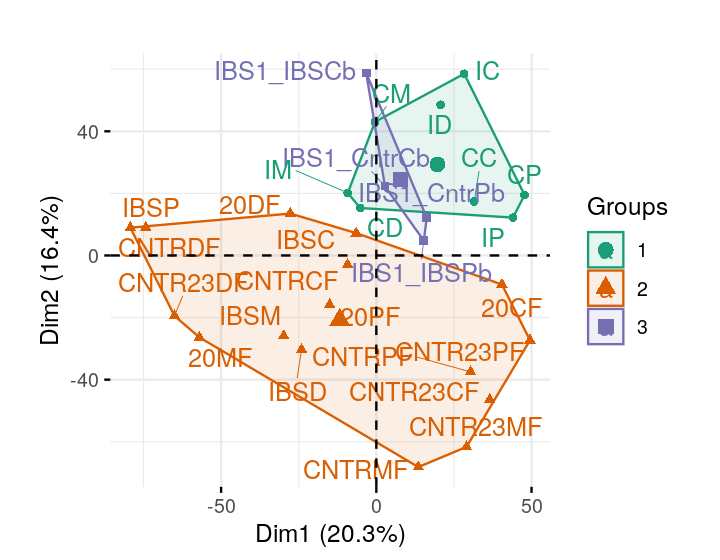 IBS1_IBSCb
IC
CM
40
ID
IBS1_CntrCb
CC
IM
CP
IBS1_CntrPb
IBSP
20DF
CD
IP
IBSC
CNTRDF
0
IBS1_IBSPb
CNTR23DF
CNTRCF
20CF
IBSM
20PF
20MF
CNTRPF
CNTR23PF
-40
IBSD
CNTR23CF
CNTR23MF
CNTRMF
-50
0
50
Dim1 (20.3%)
Dim2 (16.4%)
Groups
a 1
a 2
a 3